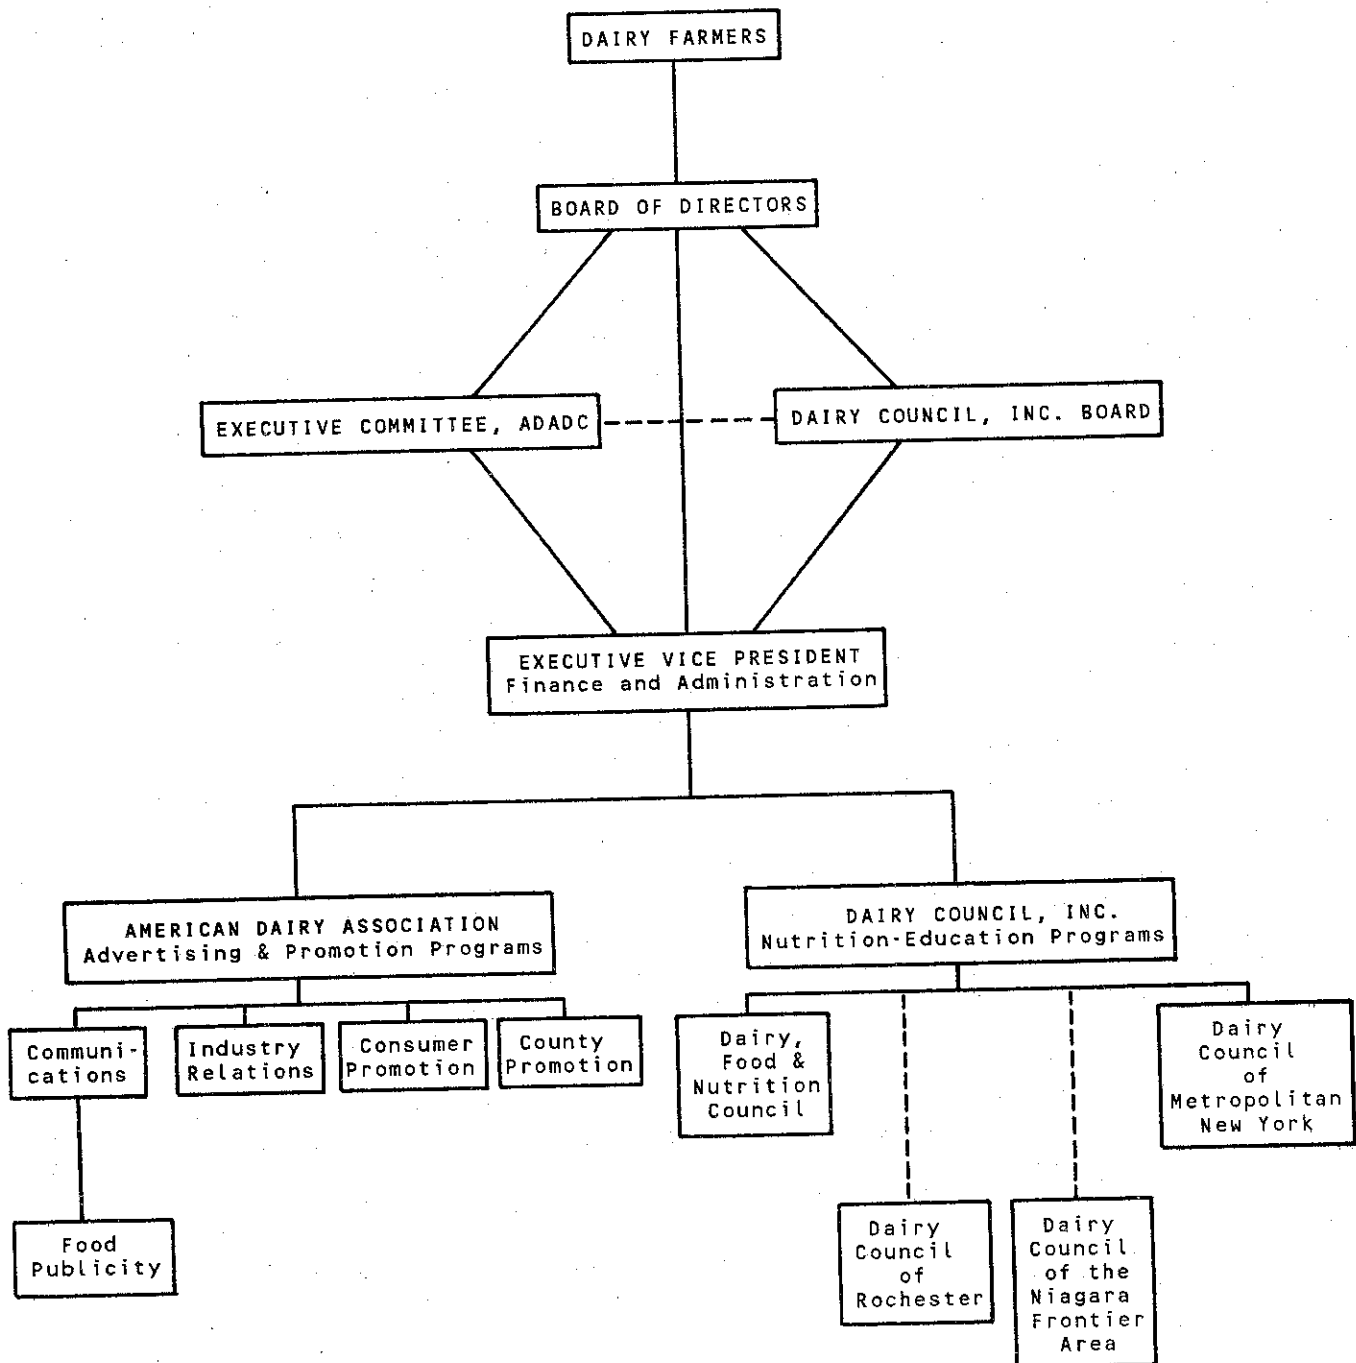 DAIRY FARMERS
BOARD OF DIRECTORS
EXECUTIVE COMMITTEE, ADADC
DAIRY COUNCIL, INC. BOARD
EXECUTIVE VICE PRESIDENT
Finance and Administration
AMERICAN DAIRY ASSOCIATION
Advertising & Promotion Programs
DAIRY COUNCIL, INC.
Nutrition-Education Programs
Communi-
cations
Industry
Relations
Consumer
Promotion
County
Promotion
Dairy,
Food &
Nutrition
Council
Dairy
Council
of
Metropolitan
New York
Food
Publicity
Dairy
Council
of
Rochester
Dairy
Council
of the
Niagara
Frontier
Area